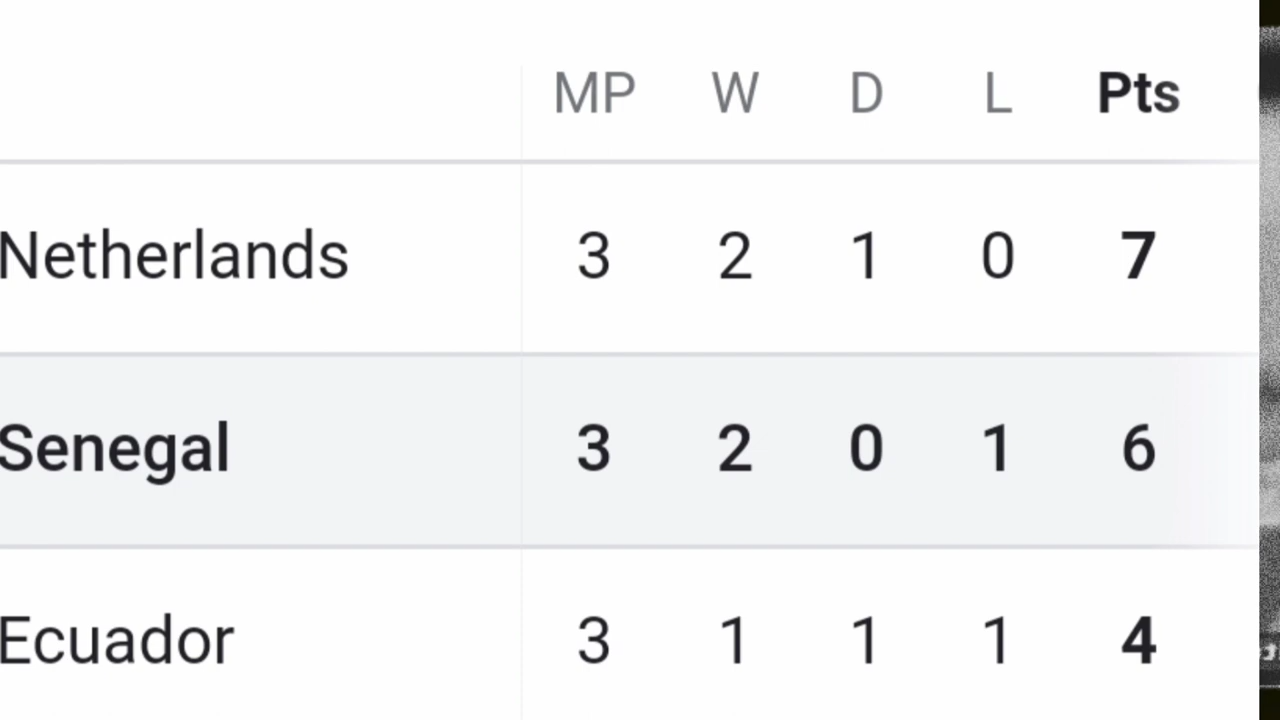 MP W D L Pts
Netherlands 3 2 1 0 7
Senegal 3 2 0 1 6
Ecuador 3 1 1 1 4